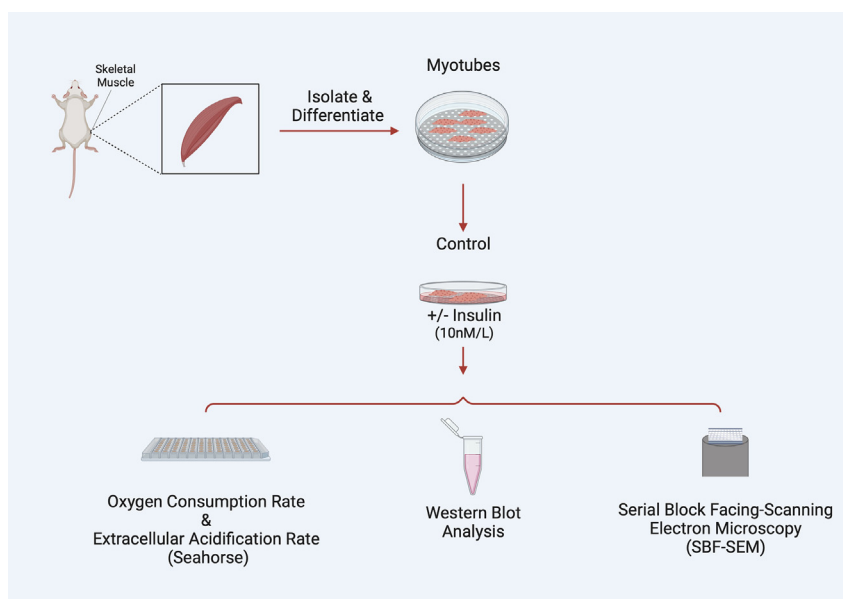 Skeletal
Muscle
Isolate &
Differentiate
Myotubes
Control
+/- Insulin
(10nM/L)
Oxygen Consumption Rate
&
Extracellular Acidification Rate
(Seahorse)
Western Blot
Analysis
Serial Block Facing-Scanning
Electron Microscopy
(SBF-SEM)